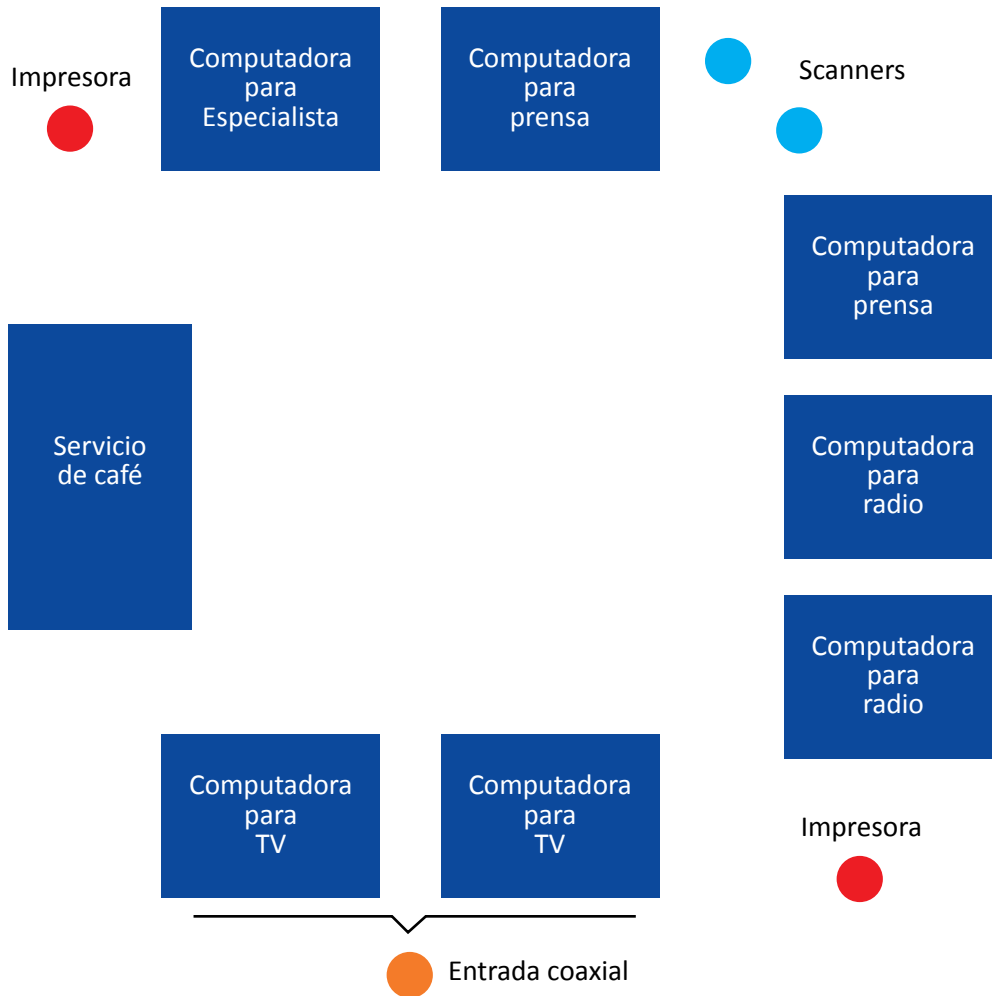 Impresora
Computadora
para
Especialista
Computadora
para
prensa
Scanners
Computadora
para
prensa
Servicio
de café
Computadora
para
radio
Computadora
para
radio
Computadora
para
TV
Computadora
para
TV
Impresora
Entrada coaxial